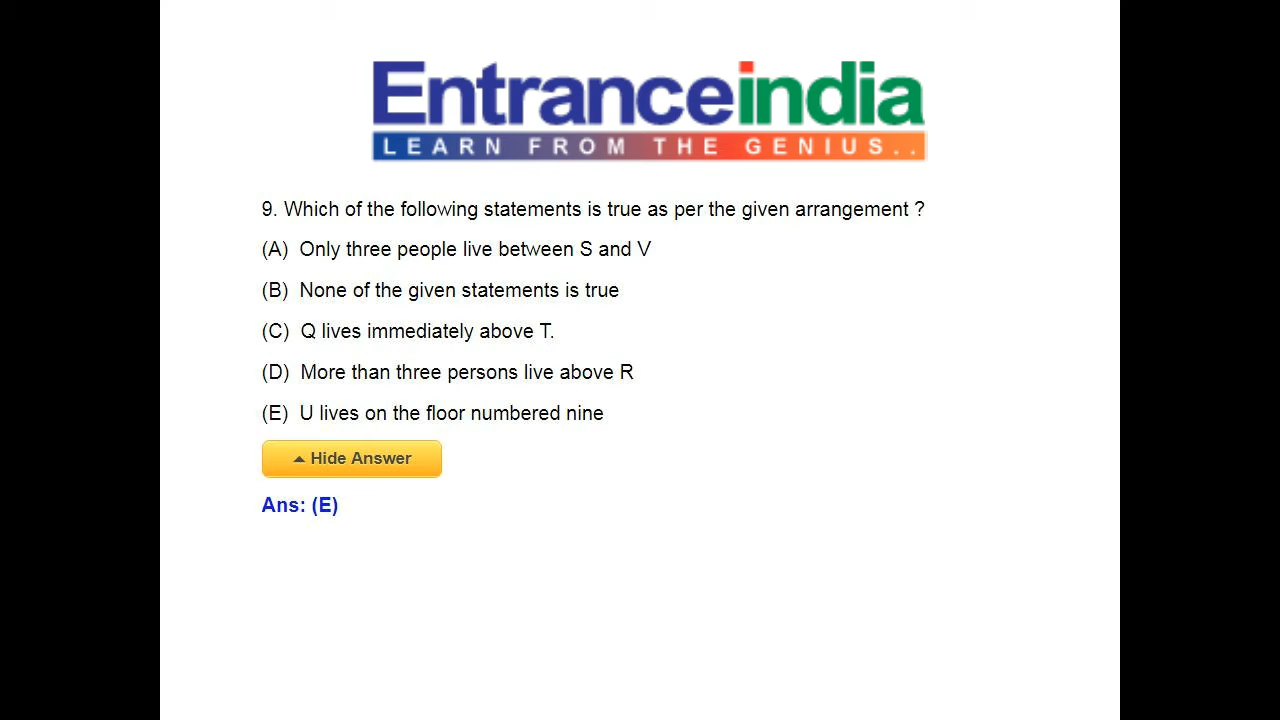 Entranceindia
LEARN FROM THE GENIUS..
9. Which of the following statements is true as per the given arrangement ?
(A) Only three people live between S and V
(B) None of the given statements is true
(C) Q lives immediately above T.
(D) More than three persons live above R
(E) U lives on the floor numbered nine
Hide Answer
Ans: (E)